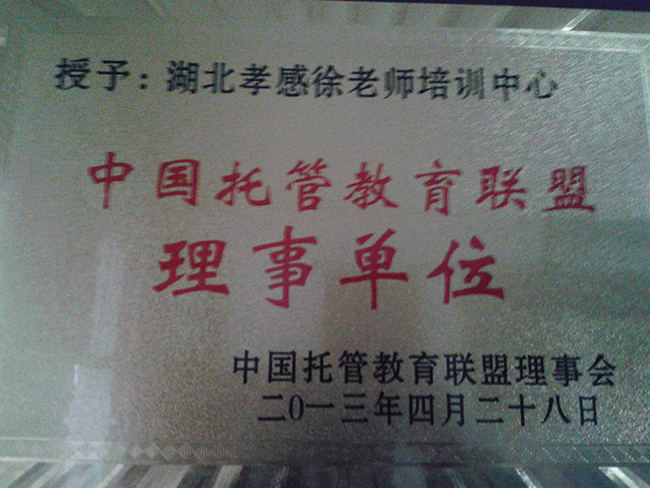 授予：湖北孝感徐老师培训中心
中国托管教育联盟
理事单位
中国托管教育联盟理事会
二0一三年四月二十八日